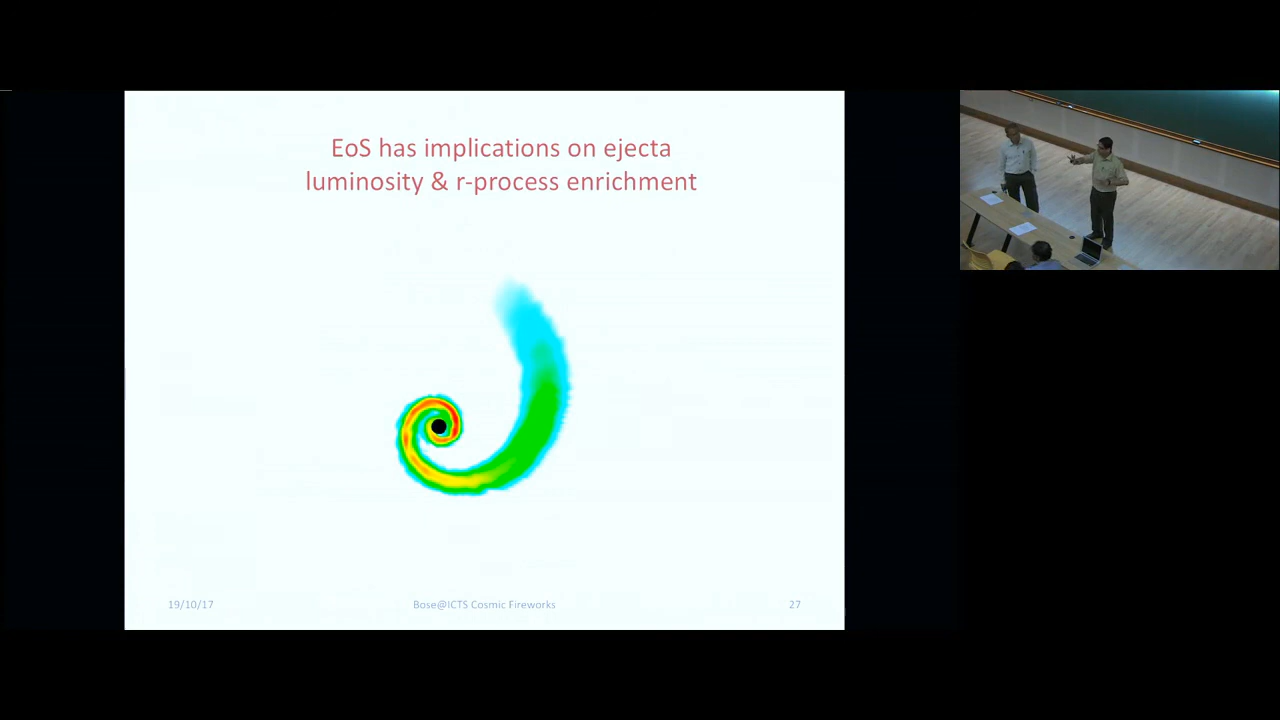 EoS has implications on ejecta
luminosity & r-process enrichment
19/10/17
Bose@ICTS Cosmic Fireworks
27